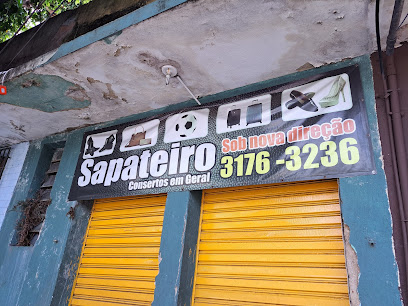 Sapateiro
Consertos em Geral
Sob nova direção
3176-3236